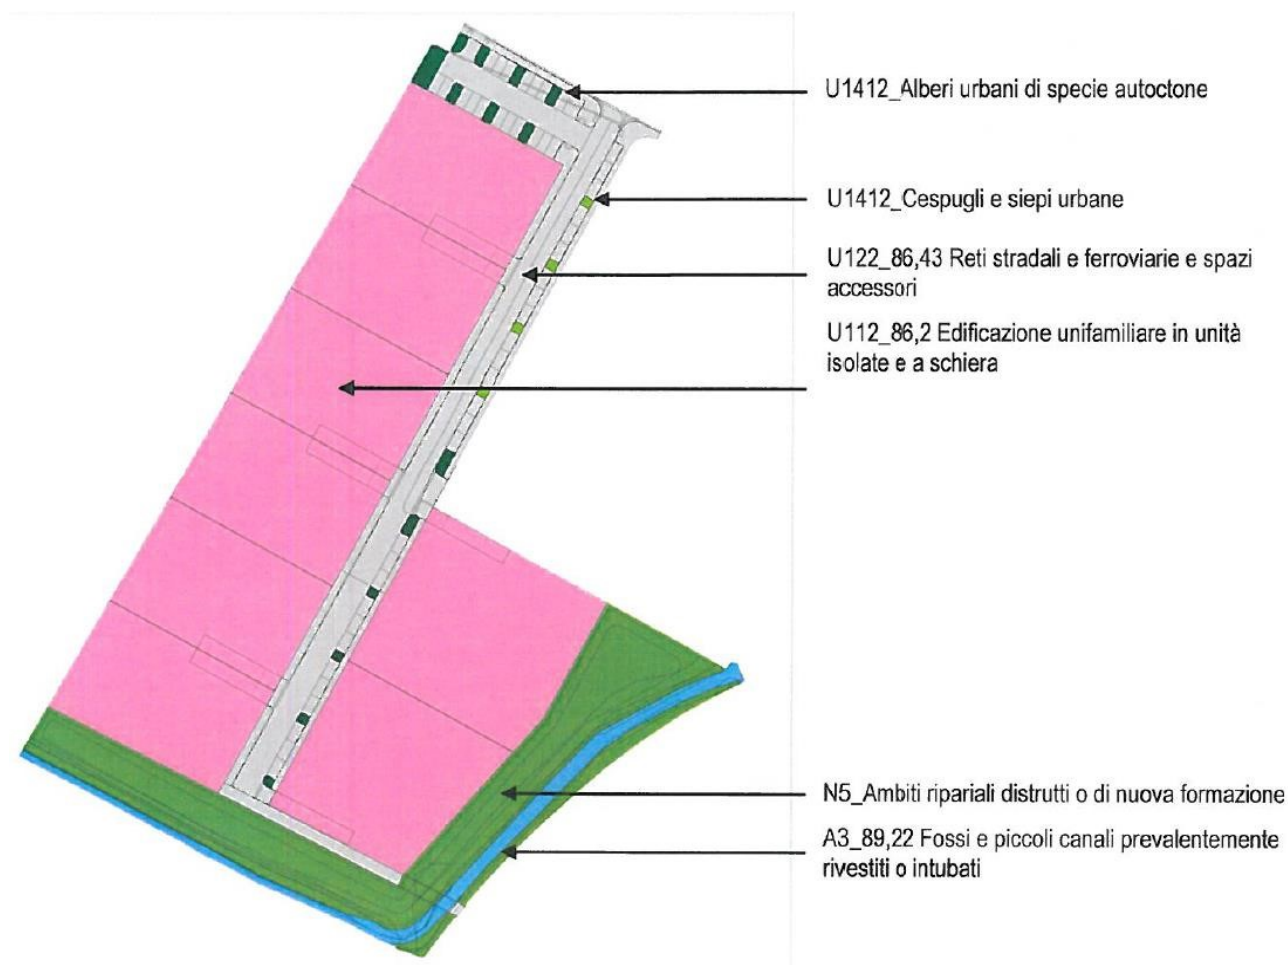 U1412_Alberi urbani di specie autoctone
U1412_Cespugli e siepi urbane
U122_86,43 Reti stradali e ferroviarie e spazi
accessori
U112_86,2 Edificazione unifamiliare in unità
isolate e a schiera
N5_Ambiti ripariali distrutti o di nuova formazione
A3_89,22 Fossi e piccoli canali prevalentemente
rivestiti o intubati